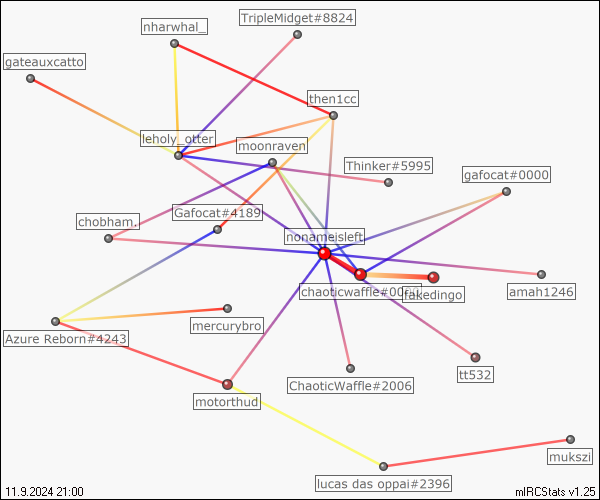 TripleMidget#8824
nharwhal_
gateauxcatto
then1cc
leholy_otter
moonraven
Thinker#5995
gafocat#0000
Gafocat#4189
chobham.
nonameisleft
chaoticwaffle#0000
fakedingo
amah1246
mercurybro
Azure Reborn#4243
tt532
ChaoticWaffle#2006
motorthud
mukszi
lucas das oppai#2396
11.9.2024 21:00
mIRCStats v1.25